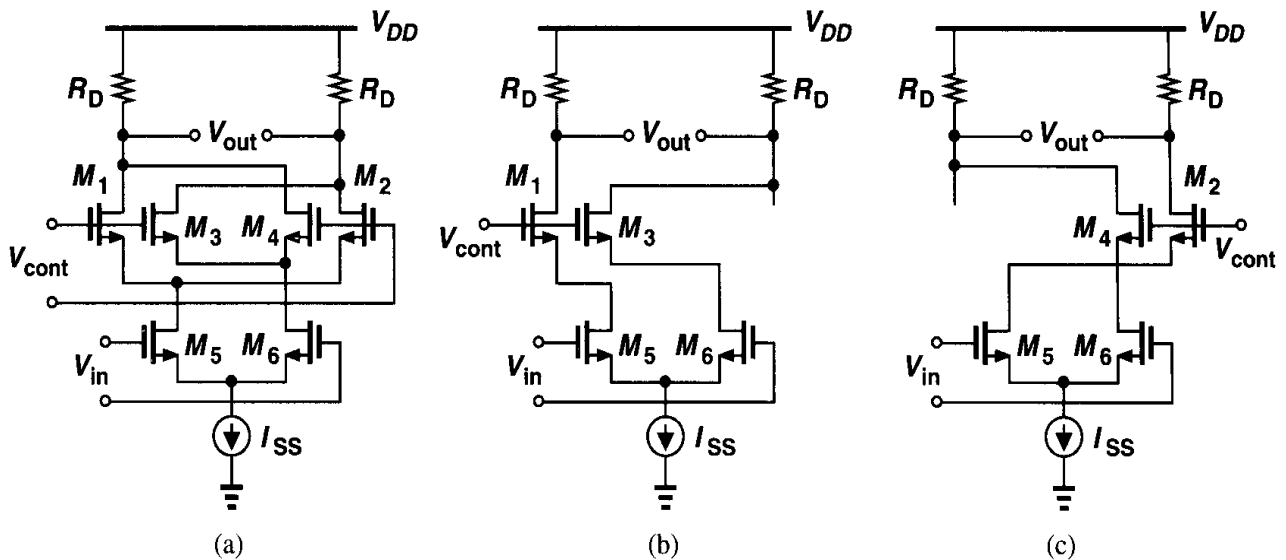 V_DD
R_D R_D
V_out
M_1 M_2
M_3 M_4
V_cont
M_5 M_6
V_in
I_SS
(a)
V_DD
R_D R_D
V_out
M_1
M_3
V_cont
M_5 M_6
V_in
I_SS
(b)
V_DD
R_D R_D
V_out
M_2
M_4
V_cont
M_5 M_6
V_in
I_SS
(c)